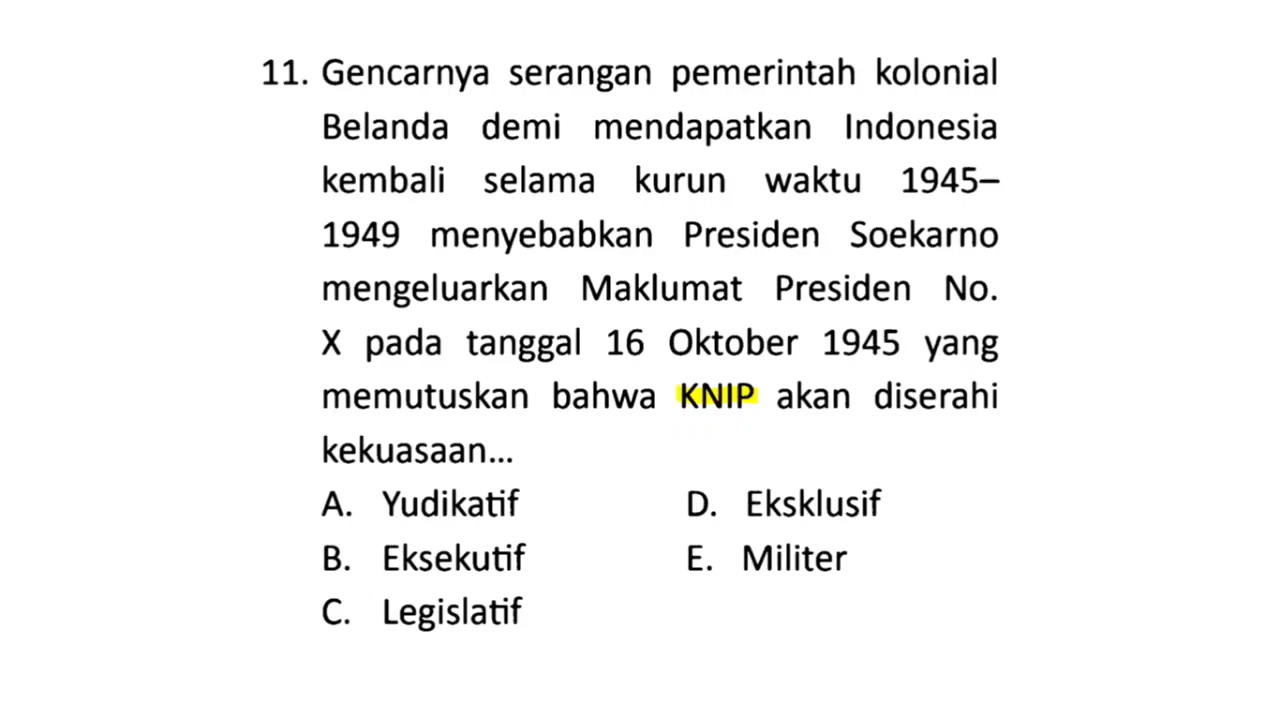 11. Gencarnya serangan pemerintah kolonial
Belanda demi mendapatkan Indonesia
kembali selama kurun waktu 1945–
1949 menyebabkan Presiden Soekarno
mengeluarkan Maklumat Presiden No.
X pada tanggal 16 Oktober 1945 yang
memutuskan bahwa KNIP akan diserahi
kekuasaan...
A. Yudikatif D. Eksklusif
B. Eksekutif E. Militer
C. Legislatif